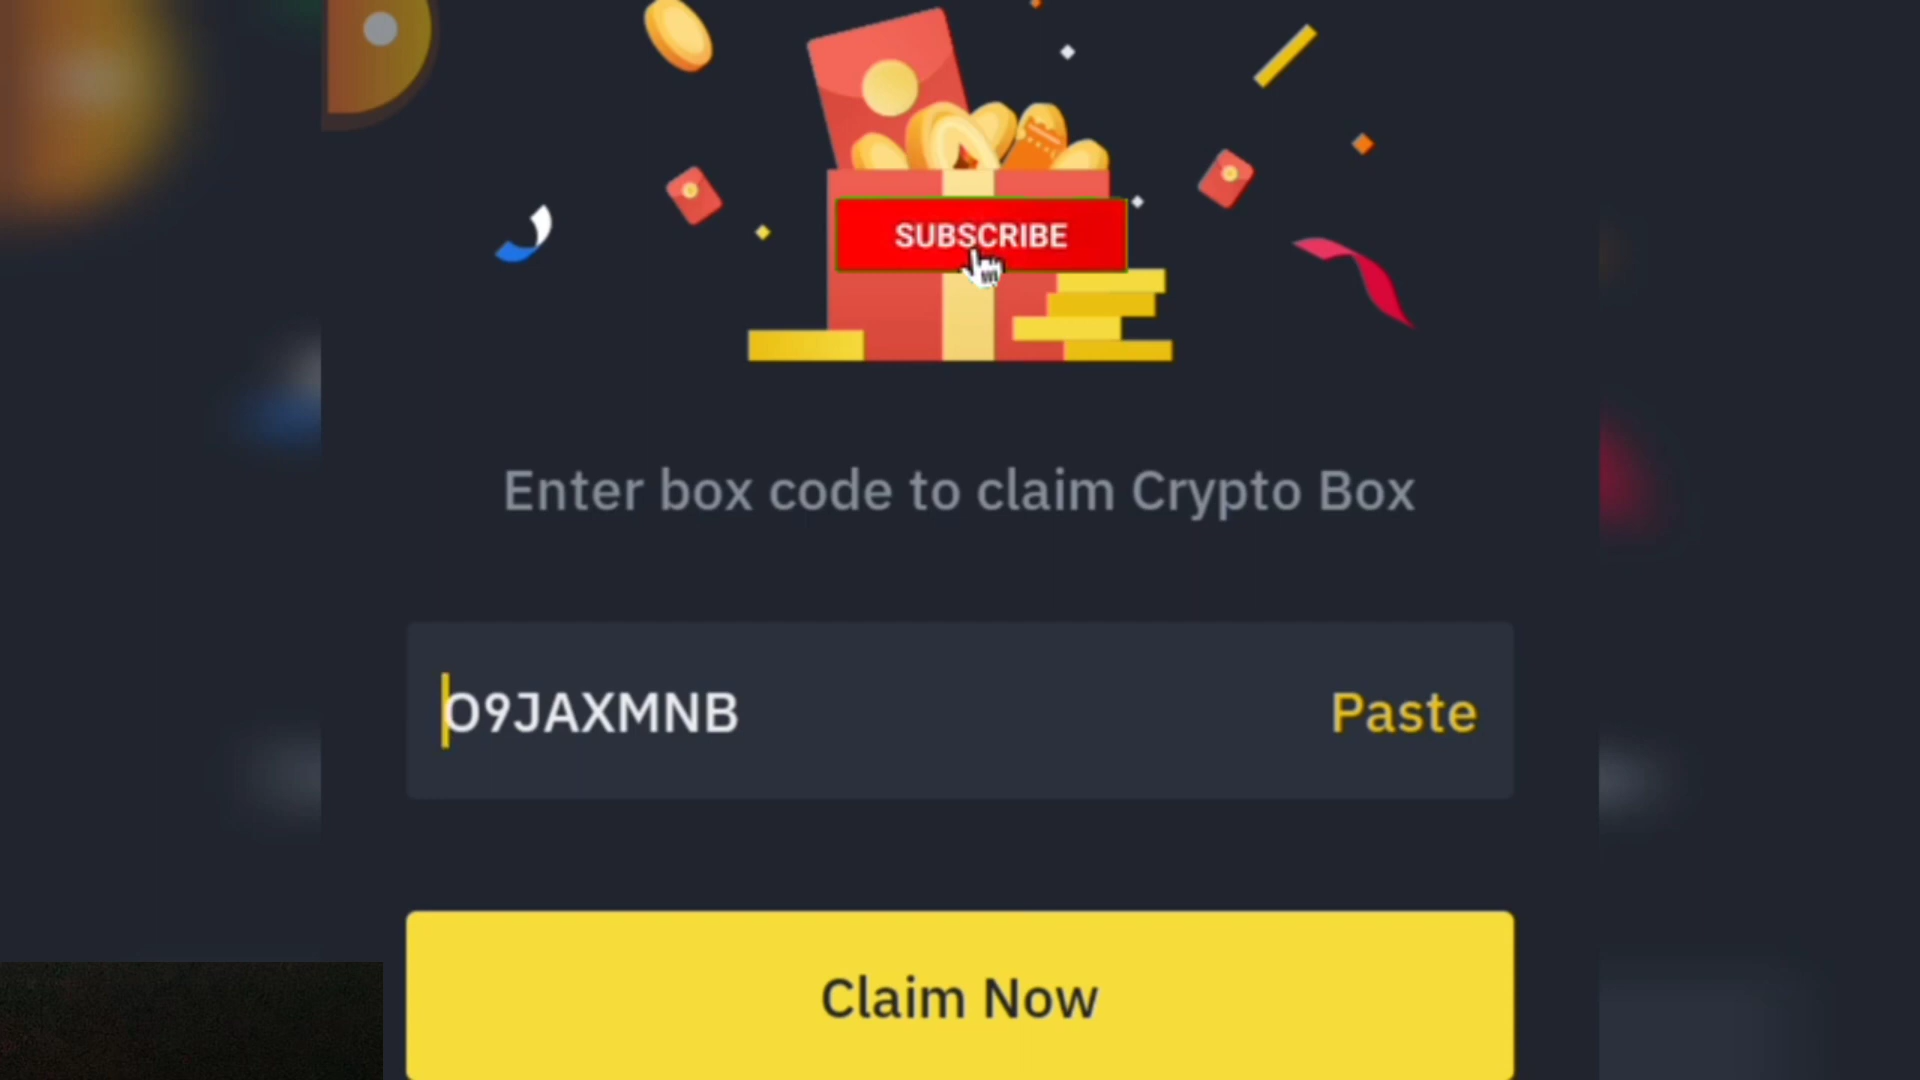 SUBSCRIBE
Enter box code to claim Crypto Box
O9JAXMNB
Paste
Claim Now